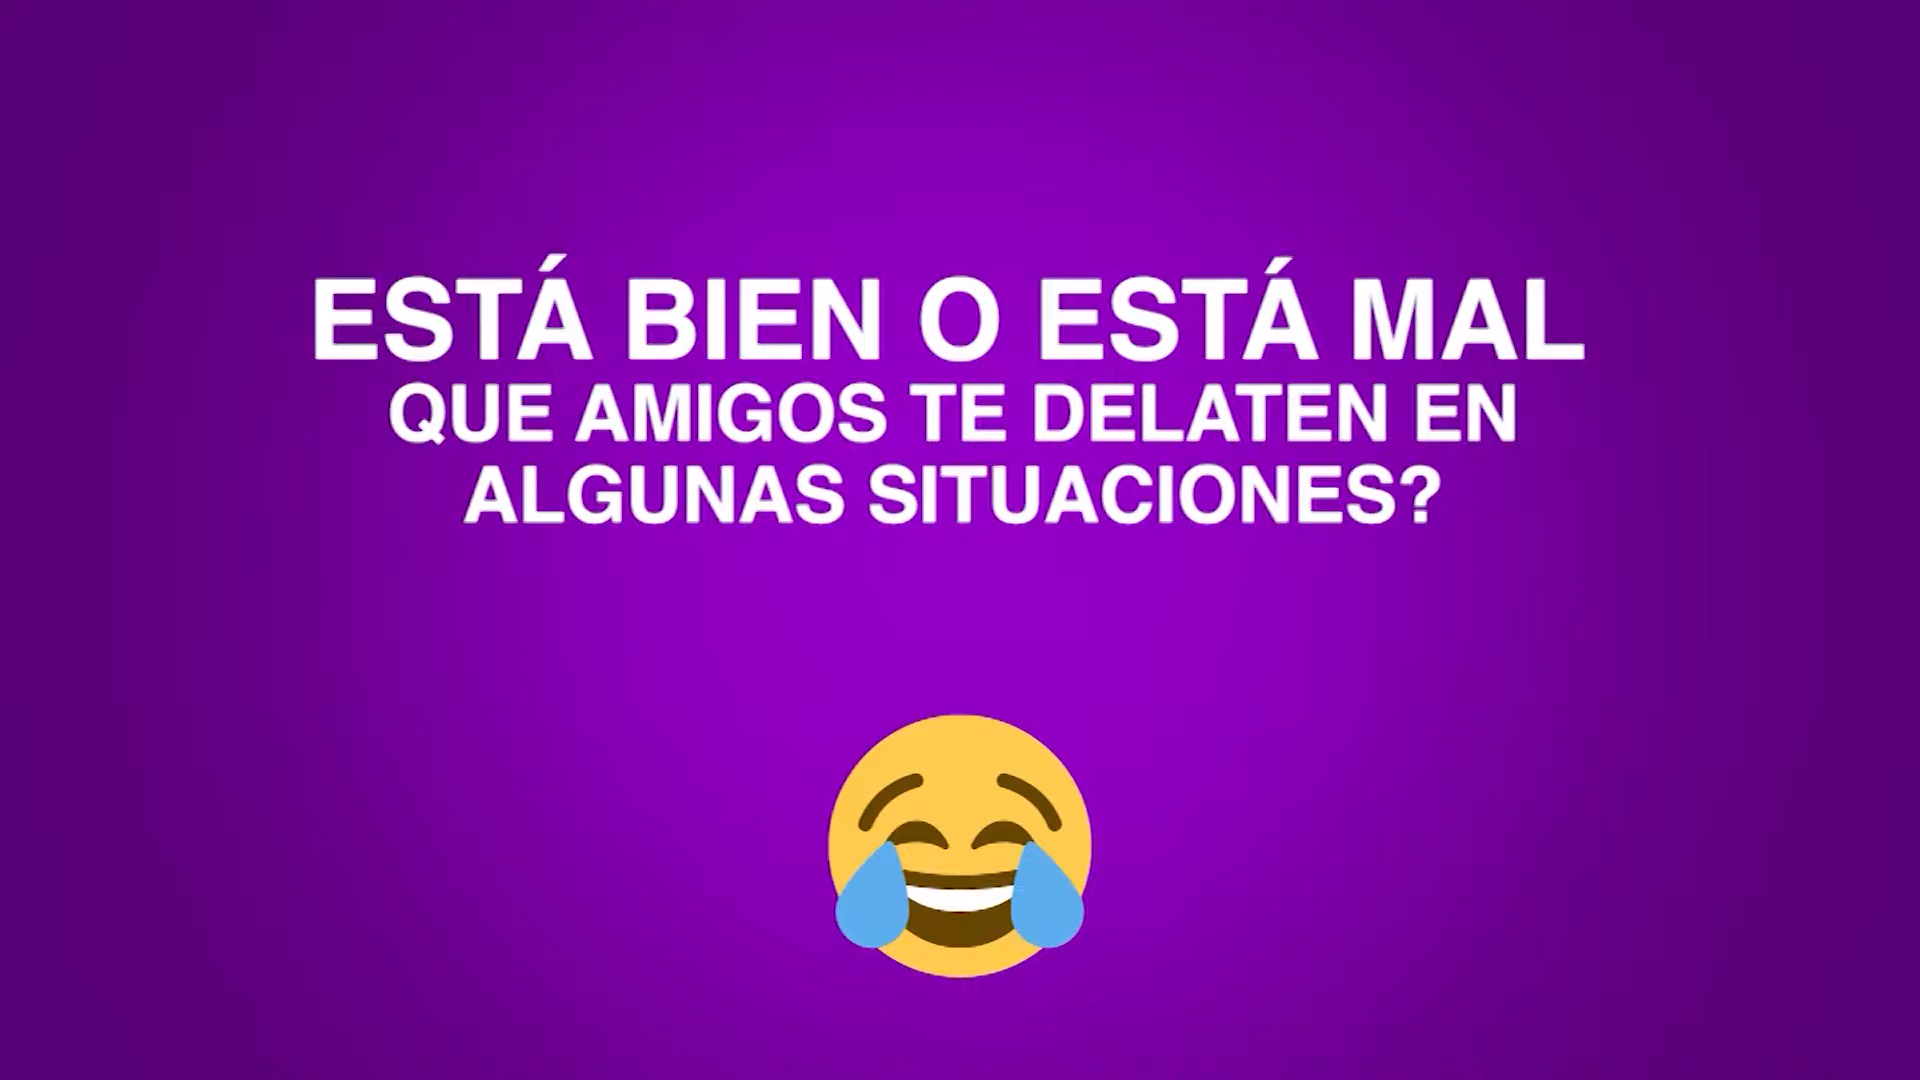 ESTÁ BIEN O ESTÁ MAL
QUE AMIGOS TE DELATEN EN
ALGUNAS SITUACIONES?